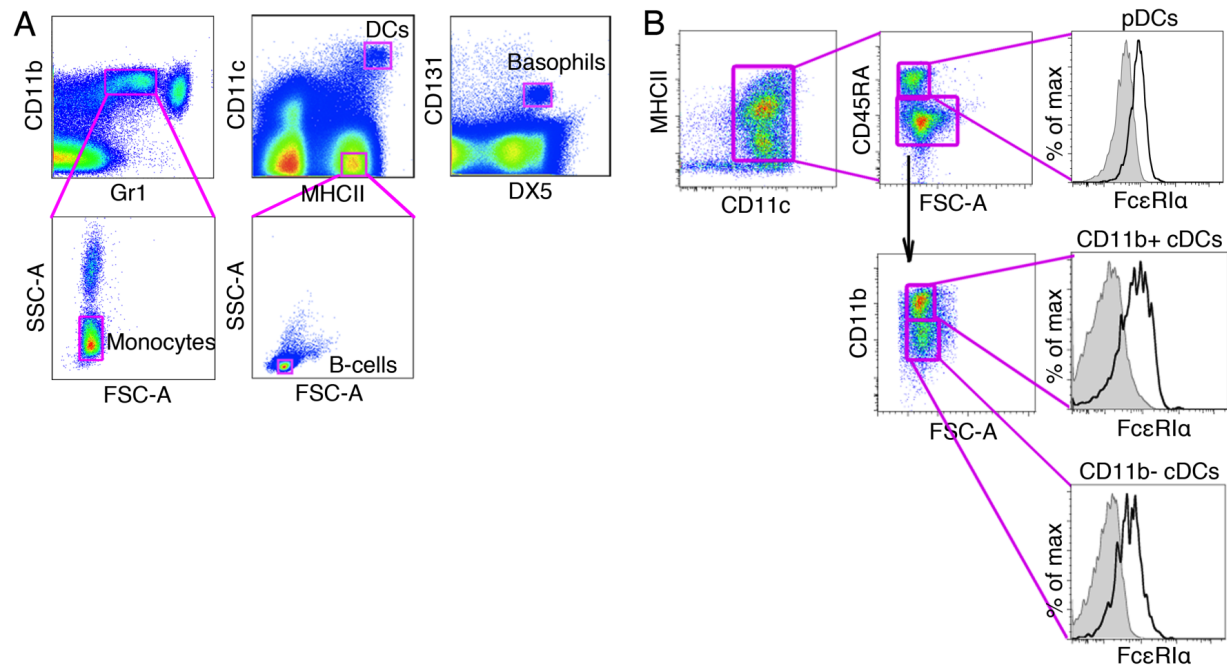 A
CD11b
Gr1
CD11c
DCs
MHCII
CD131
Basophils
DX5
SSC-A
Monocytes
FSC-A
SSC-A
B-cells
FSC-A
B
MHCII
CD11c
CD45RA
FSC-A
pDCs
% of max
FcεRIα
CD11b
FSC-A
CD11b+ cDCs
% of max
FcεRIα
CD11b- cDCs
% of max
FcεRIα